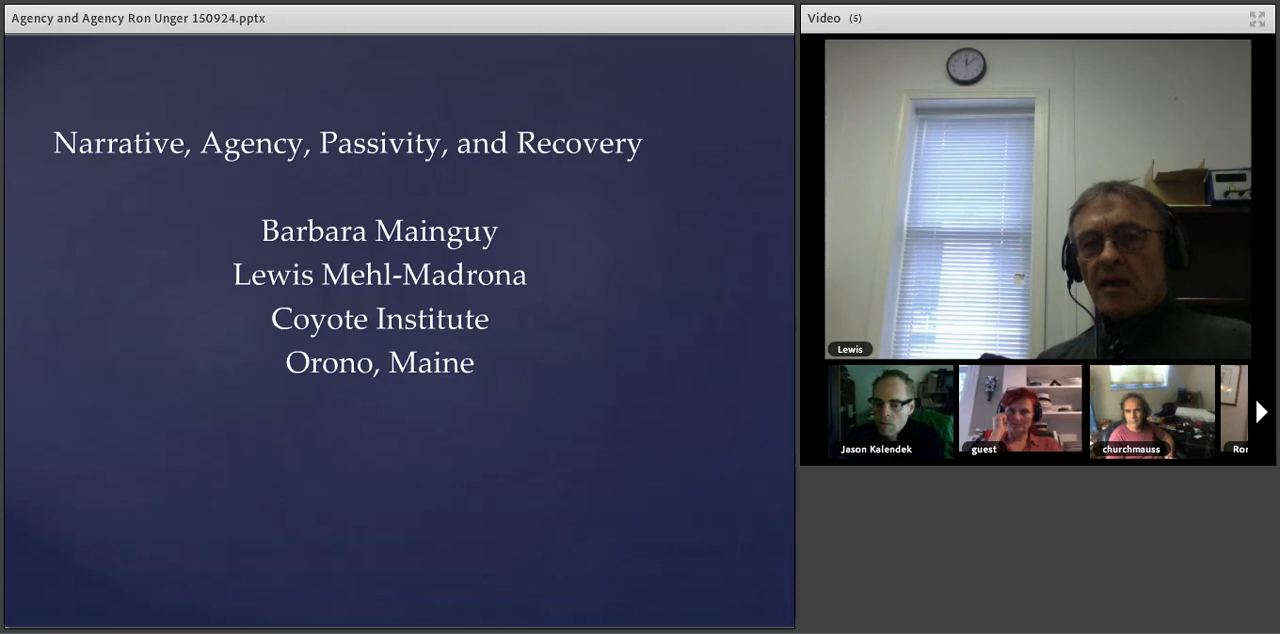 Agency and Agency Ron Unger 150924.pptx
Narrative, Agency, Passivity, and Recovery
Barbara Mainguy
Lewis Mehl-Madrona
Coyote Institute
Orono, Maine
Video (5)
Lewis
Jason Kalendek
guest
churchmauss